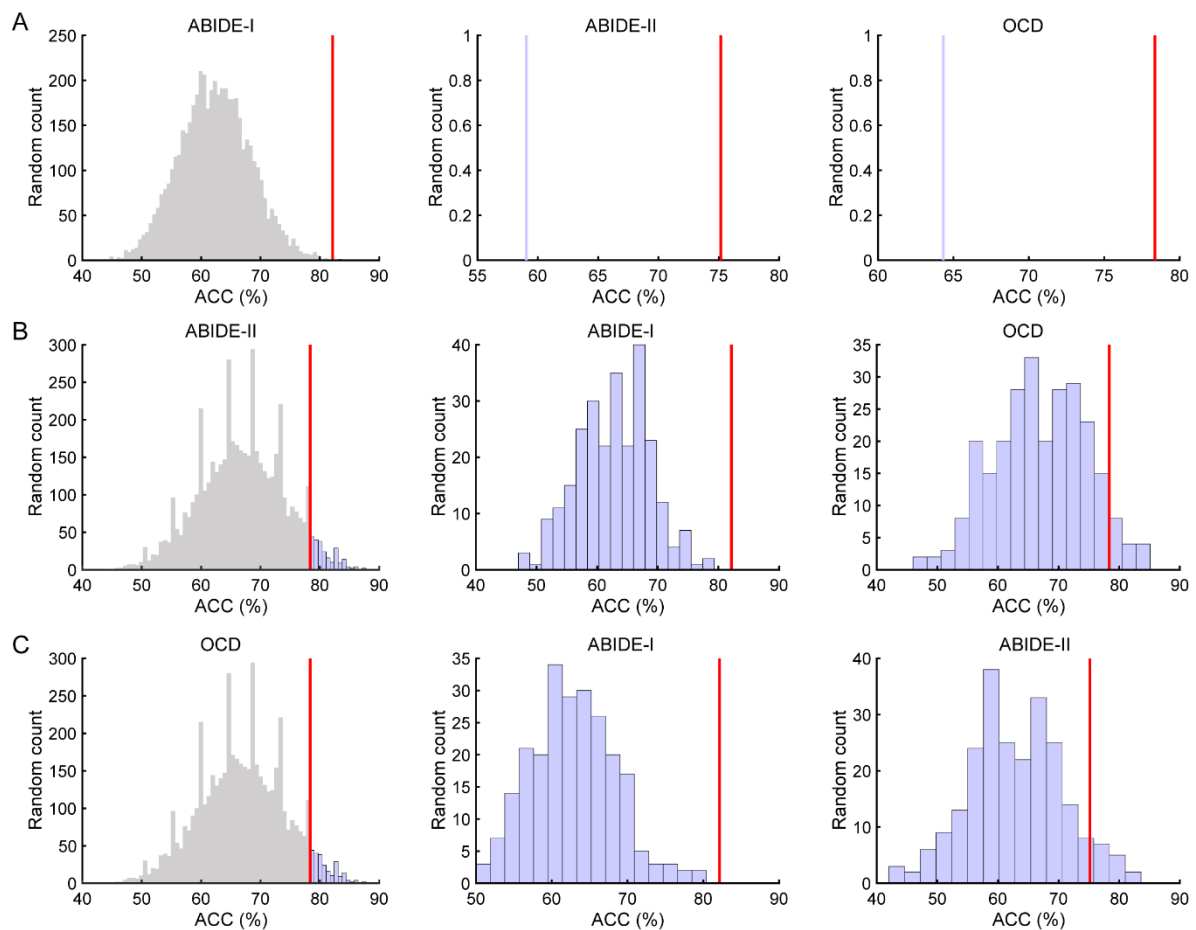 A
ABIDE-I
250
200
150
100
50
0
Random count
40 50 60 70 80 90
ACC (%)
ABIDE-II
1
0.8
0.6
0.4
0.2
0
Random count
55 60 65 70 75 80
ACC (%)
OCD
1
0.8
0.6
0.4
0.2
0
Random count
60 65 70 75 80
ACC (%)
B
ABIDE-II
300
250
200
150
100
50
0
Random count
40 50 60 70 80 90
ACC (%)
ABIDE-I
40
30
20
10
0
Random count
40 50 60 70 80 90
ACC (%)
OCD
35
30
25
20
15
10
5
0
Random count
40 50 60 70 80 90
ACC (%)
C
OCD
300
250
200
150
100
50
0
Random count
40 50 60 70 80 90
ACC (%)
ABIDE-I
35
30
25
20
15
10
5
0
Random count
50 60 70 80 90
ACC (%)
ABIDE-II
40
30
20
10
0
Random count
40 50 60 70 80 90
ACC (%)